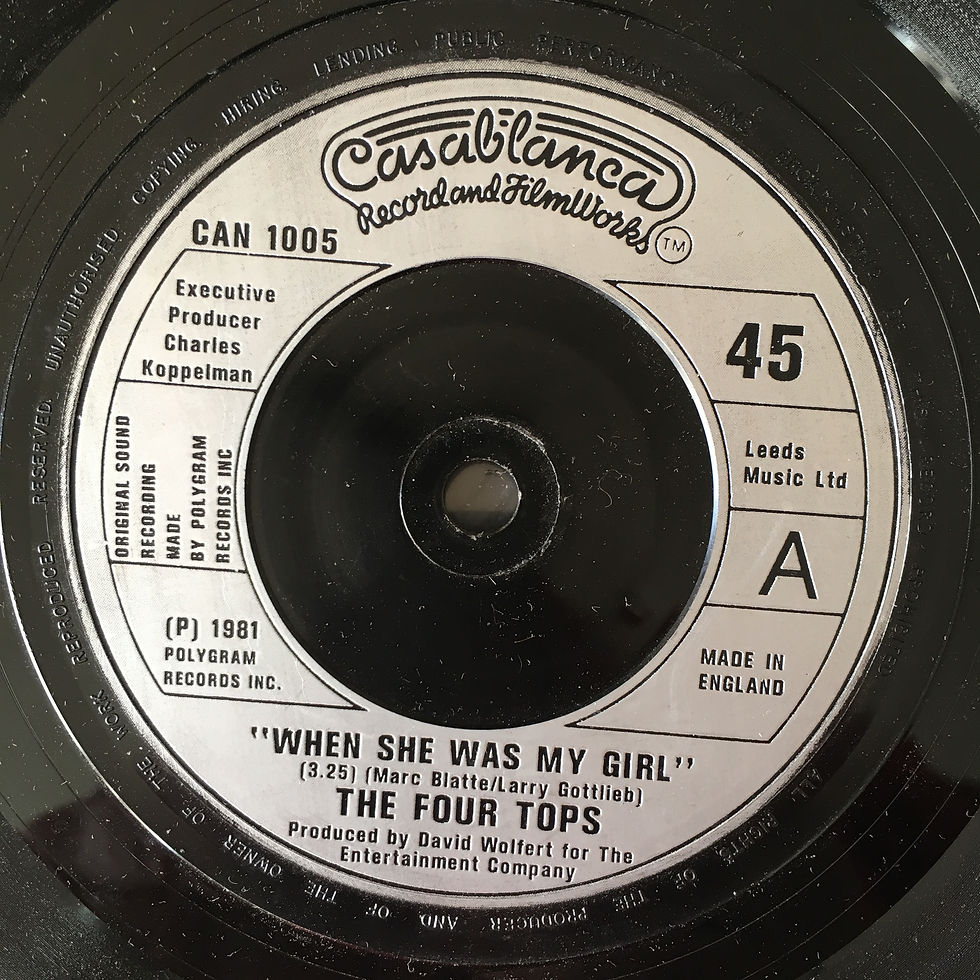 Casablanca
Record and FilmWorks
TM
CAN 1005
Executive
Producer
Charles
Koppelman
ORIGINAL SOUND
RECORDING
MADE
BY POLYGRAM
RECORDS INC
(P) 1981
POLYGRAM
RECORDS INC.
45
Leeds
Music Ltd
A
MADE IN
ENGLAND
"WHEN SHE WAS MY GIRL"
(3.25) (Marc Blatte/Larry Gottlieb)
THE FOUR TOPS
Produced by David Wolfert for The
Entertainment Company
ALL RIGHTS OF THE PRODUCER AND OF THE OWNER OF THE WORK REPRODUCED RESERVED. UNAUTHORISED COPYING. HIRING. LENDING. PUBLIC PERFORMANCE